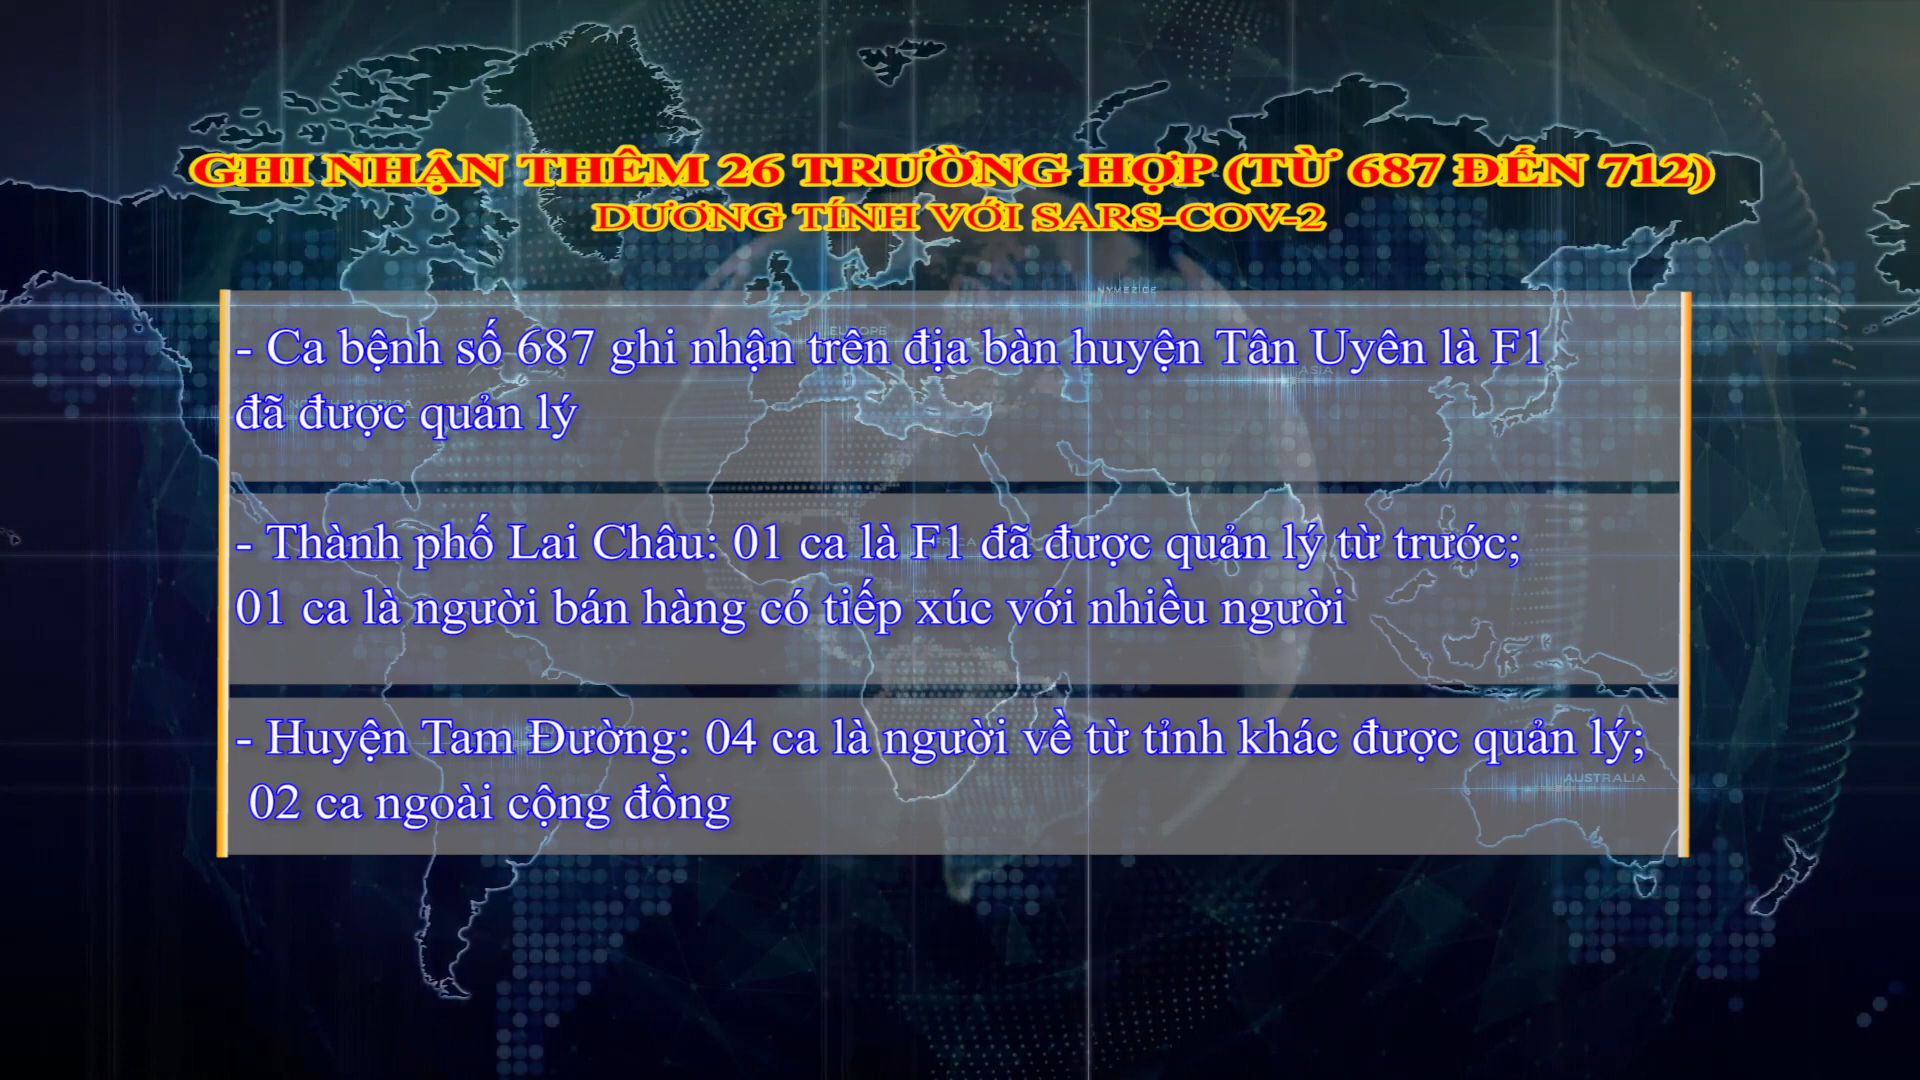 GHI NHẬN THÊM 26 TRƯỜNG HỢP (TỪ 687 ĐẾN 712)
DƯƠNG TÍNH VỚI SARS-COV-2
- Ca bệnh số 687 ghi nhận trên địa bàn huyện Tân Uyên là F1
đã được quản lý
- Thành phố Lai Châu: 01 ca là F1 đã được quản lý từ trước;
01 ca là người bán hàng có tiếp xúc với nhiều người
- Huyện Tam Đường: 04 ca là người về từ tỉnh khác được quản lý;
02 ca ngoài cộng đồng
EUROPE
ASIA
AUSTRALIA